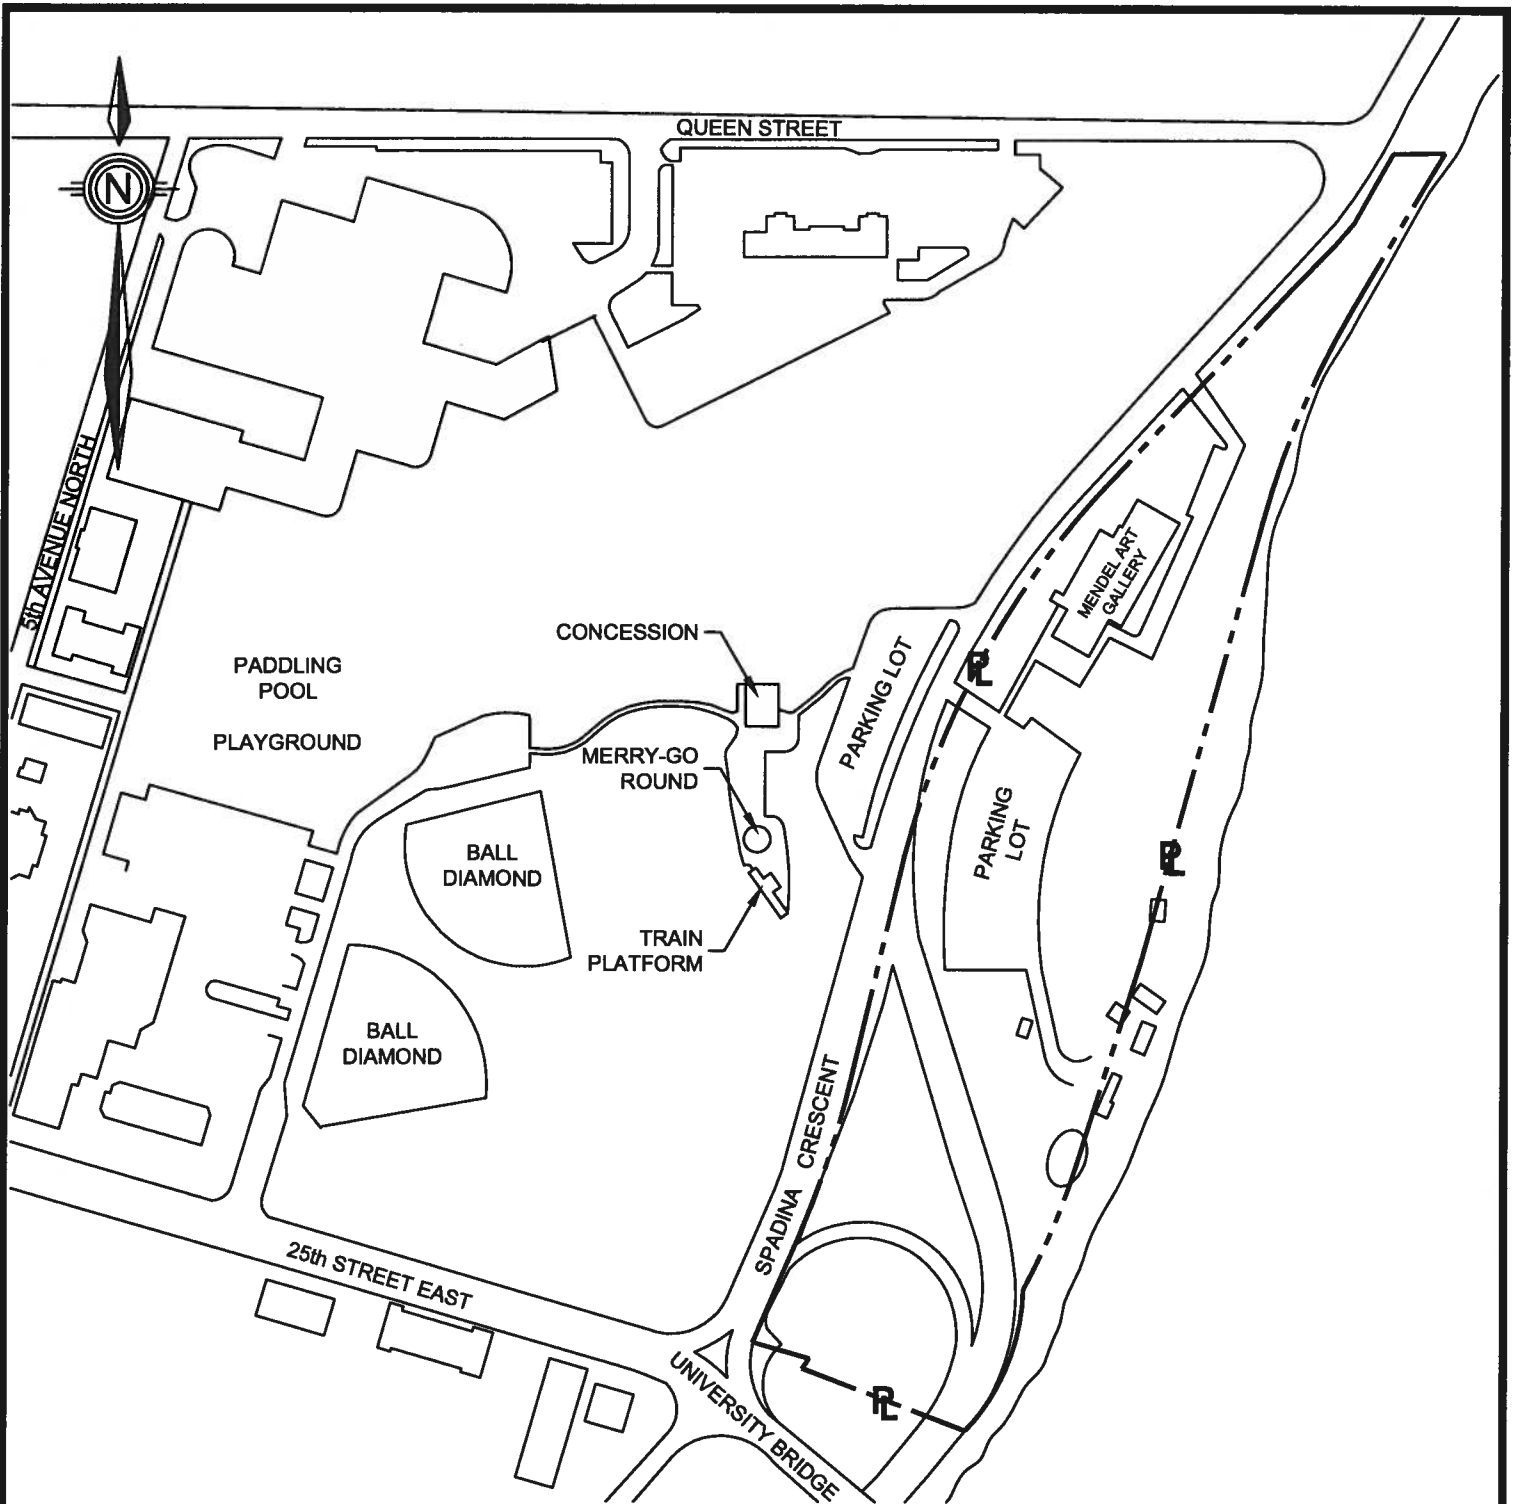 QUEEN STREET
N
5th AVENUE NORTH
MENDEL ART
GALLERY
CONCESSION
PADDLING
POOL
PLAYGROUND
PARKING LOT
PL
MERRY-GO
ROUND
PARKING
LOT
BALL
DIAMOND
PL
TRAIN
PLATFORM
BALL
DIAMOND
SPADINA CRESCENT
25th STREET EAST
UNIVERSITY BRIDGE
PL